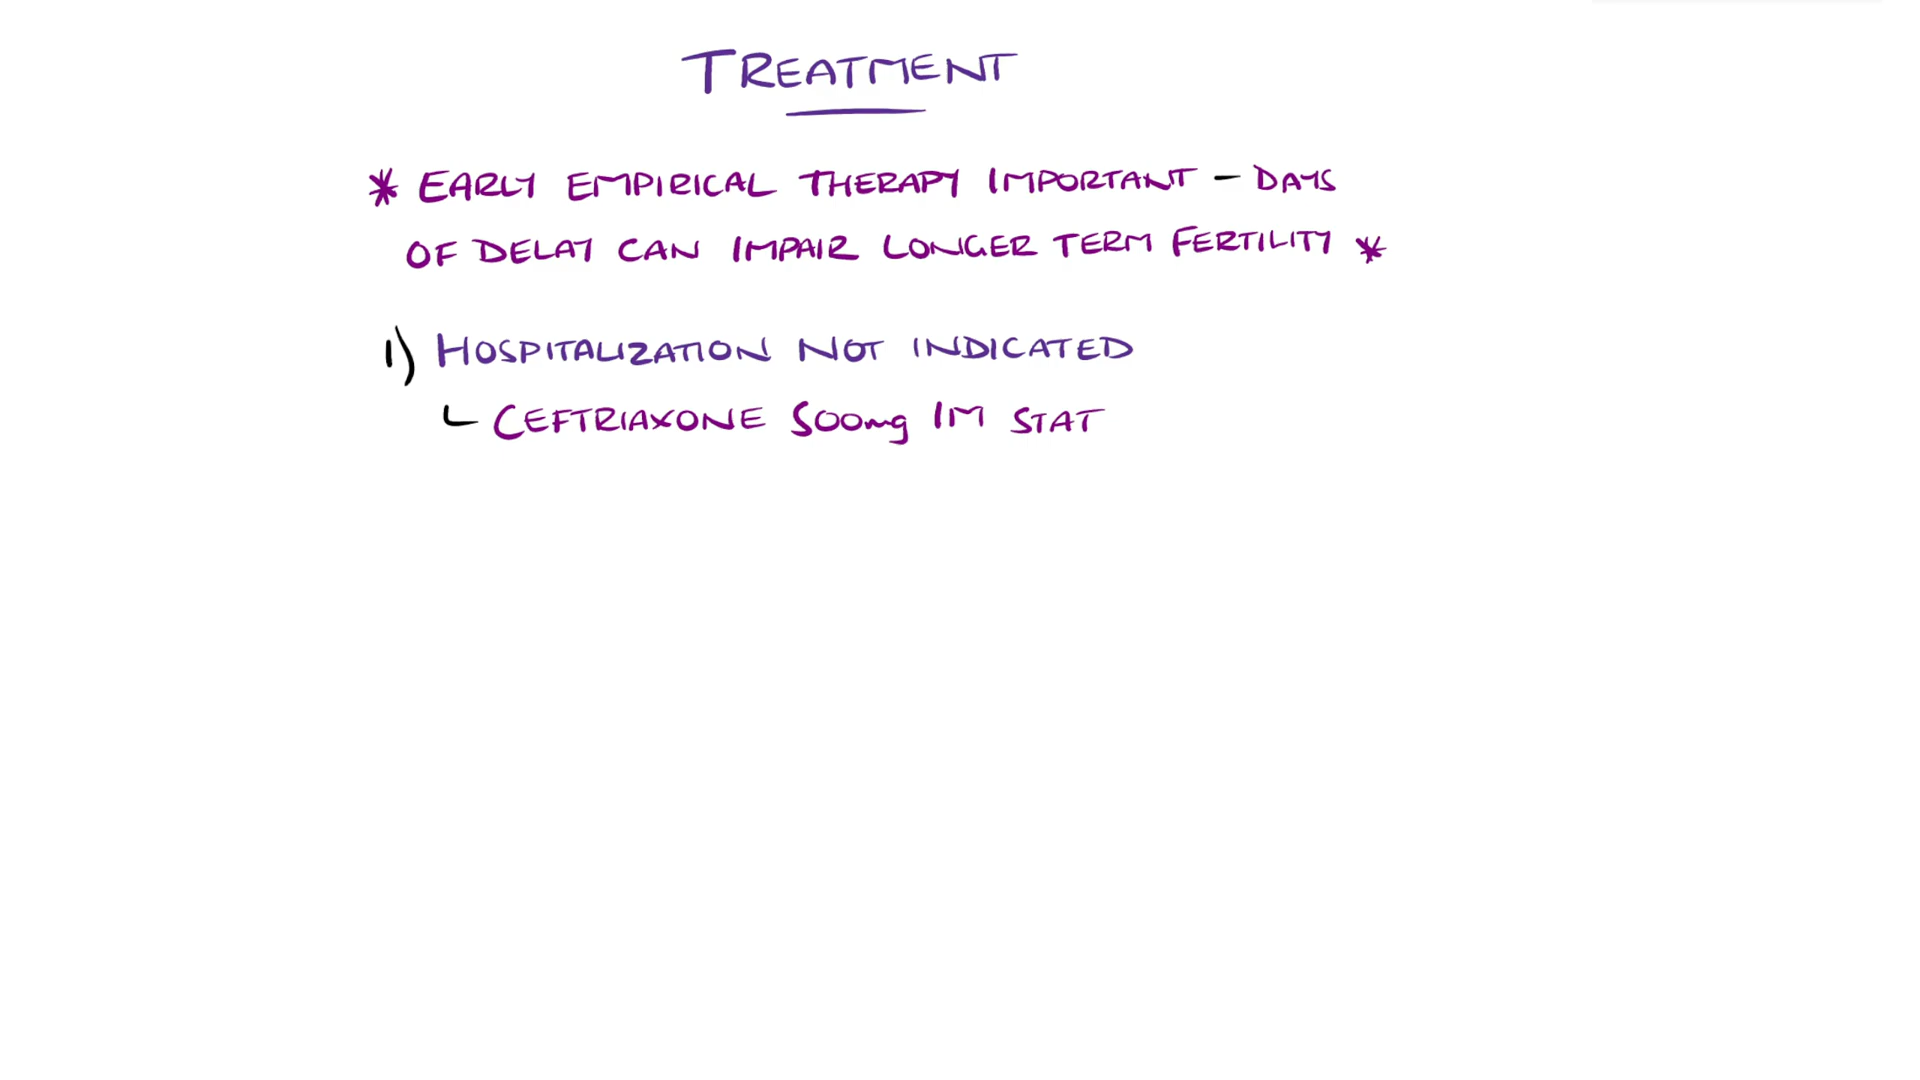 TREATMENT
* EARLY EMPIRICAL THERAPY IMPORTANT - DAYS
OF DELAY CAN IMPAIR LONGER TERM FERTILITY *
1) HOSPITALIZATION NOT INDICATED
CEFTRIAXONE 500mg IM STAT